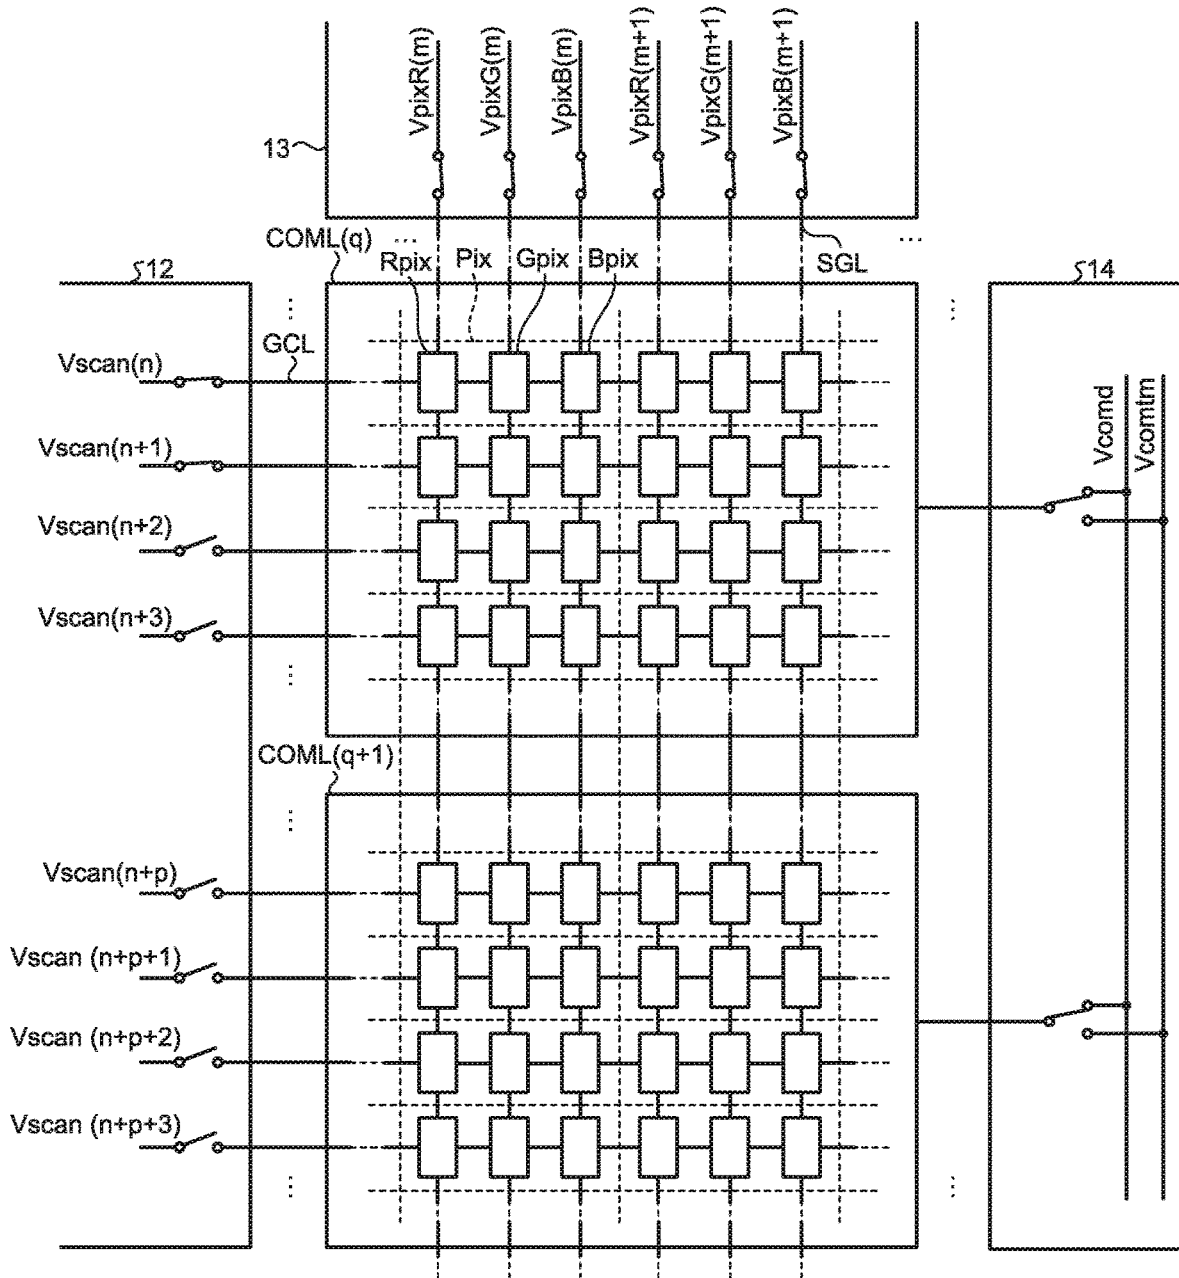 VpixR(m)
VpixG(m)
VpixB(m)
VpixR(m+1)
VpixG(m+1)
VpixB(m+1)
13
COML(q)
...
...
12
Rpix
Pix
Gpix
Bpix
SGL
14
...
...
GCL
Vscan(n)
Vscan(n+1)
Vscan(n+2)
Vscan(n+3)
Vcomd
Vcomtm
...
COML(q+1)
...
Vscan(n+p)
Vscan (n+p+1)
Vscan (n+p+2)
Vscan (n+p+3)
...
...